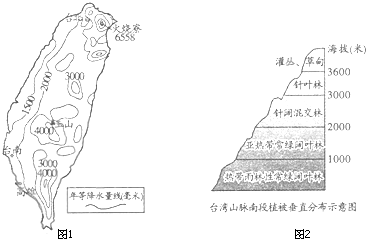 火烧寮
6558
2000
3000
1500
4000
山
台南
3000
4000
年等降水量线(毫米)
图1
海拔(米)
灌丛、草甸
3600
针叶林
3000
针阔混交林
2000
亚热带常绿阔叶林
1000
热带雨林性常绿阔叶林
台湾山脉南段植被垂直分布示意图
图2